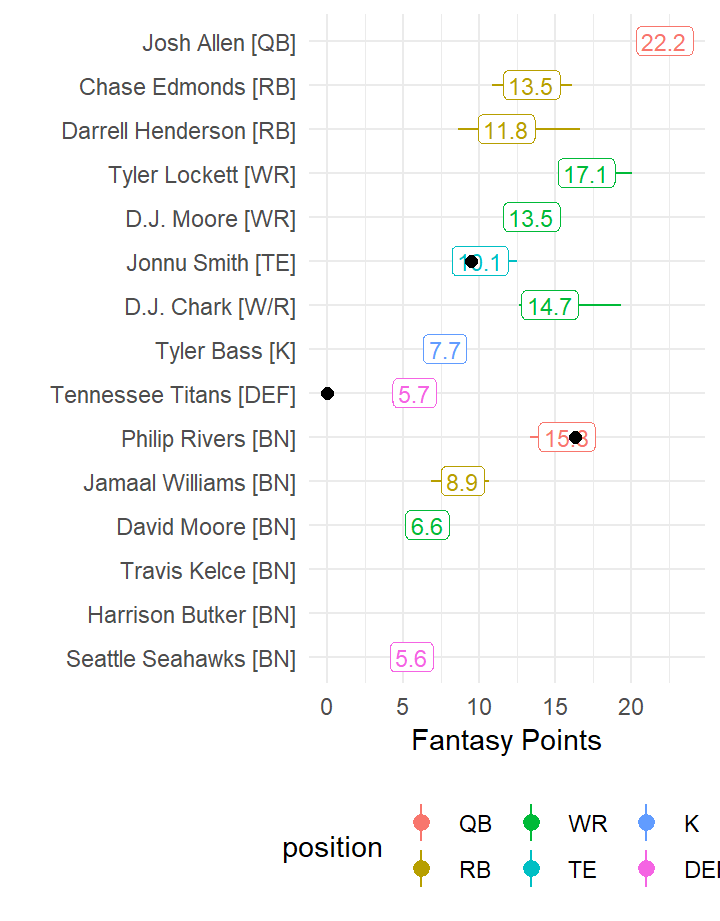 Josh Allen [QB] 22.2
Chase Edmonds [RB] 13.5
Darrell Henderson [RB] 11.8
Tyler Lockett [WR] 17.1
D.J. Moore [WR] 13.5
Jonnu Smith [TE] 10.1
D.J. Chark [W/R] 14.7
Tyler Bass [K] 7.7
Tennessee Titans [DEF] 5.7
Philip Rivers [BN]
Jamaal Williams [BN] 8.9
David Moore [BN] 6.6
Travis Kelce [BN]
Harrison Butker [BN]
Seattle Seahawks [BN] 5.6
0 5 10 15 20
Fantasy Points
position
QB WR K
RB TE